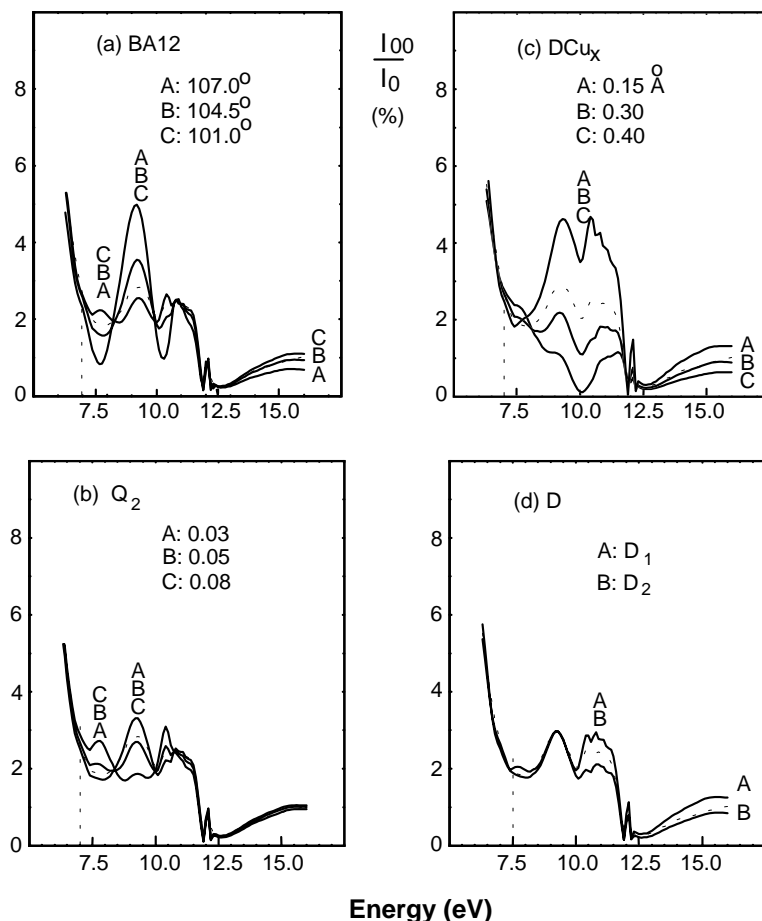 (a) BA12
A: 107.0°
B: 104.5°
C: 101.0°
A
B
C
C
B
A
C
B
A
8
6
4
2
0
7.5 10.0 12.5 15.0
I00
I0
(%)
(c) DCux
A: 0.15 Å
B: 0.30
C: 0.40
A
B
C
A
B
C
8
6
4
2
0
7.5 10.0 12.5 15.0
(b) Q2
A: 0.03
B: 0.05
C: 0.08
A
B
C
C
B
A
8
6
4
2
0
7.5 10.0 12.5 15.0
(d) D
A: D1
B: D2
A
B
A
B
8
6
4
2
0
7.5 10.0 12.5 15.0
Energy (eV)